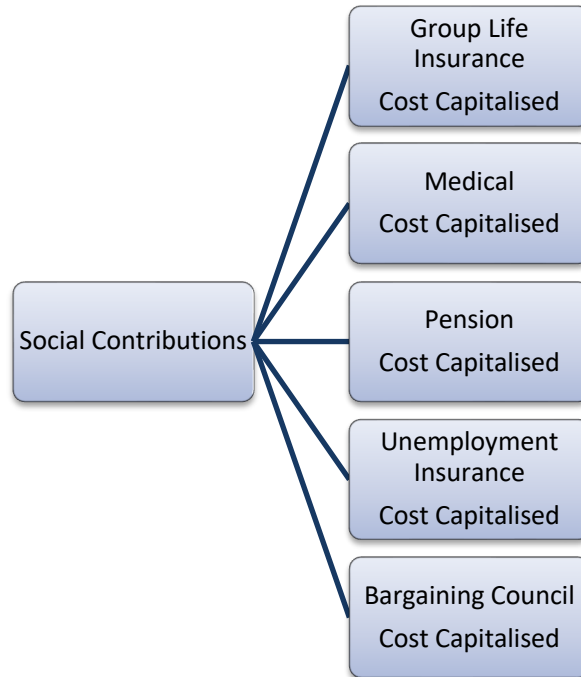 Group Life
Insurance
Cost Capitalised
Medical
Cost Capitalised
Social Contributions
Pension
Cost Capitalised
Unemployment
Insurance
Cost Capitalised
Bargaining Council
Cost Capitalised